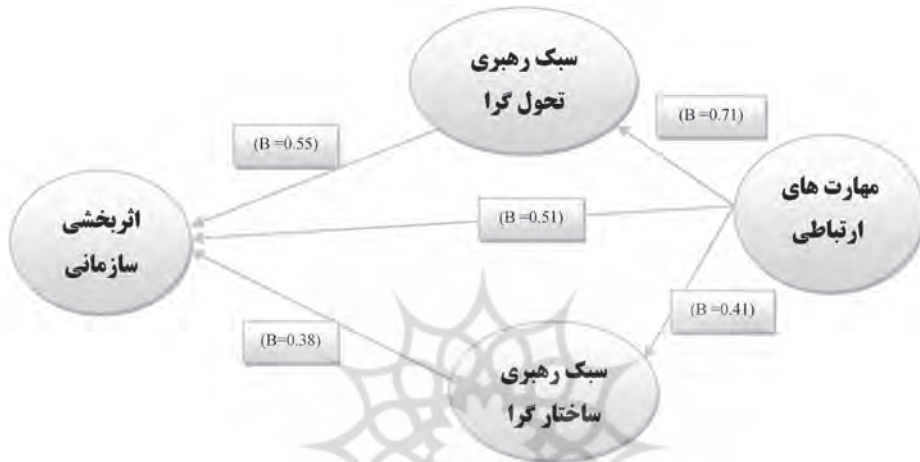 سبک رهبری
تحول گرا
(B =0.71)
(B =0.55)
مهارت های
ارتباطی
اثربخشی
سازمانی
(B =0.51)
(B =0.41)
(B=0.38)
سبک رهبری
ساختار گرا